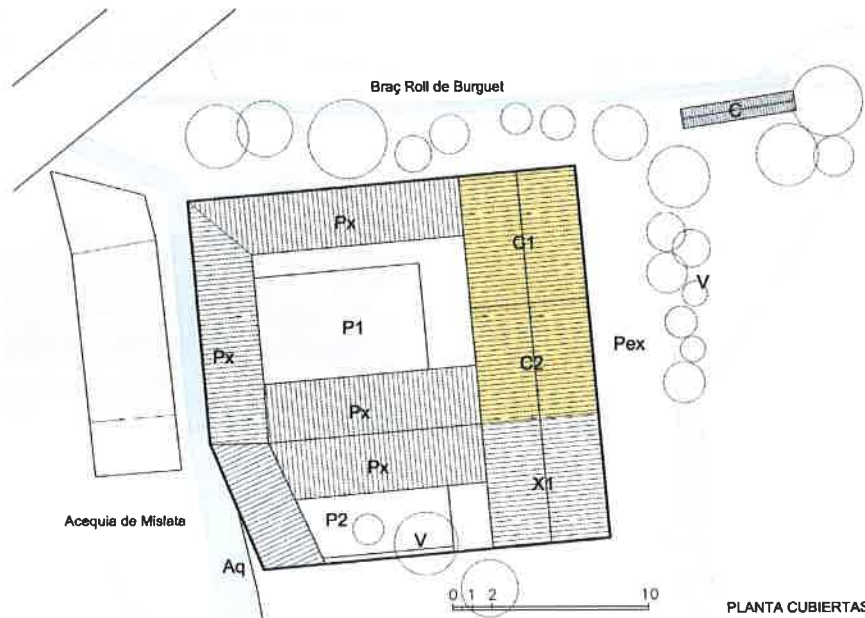 Braç Roll de Burguet
C
Px
C1
V
P1
Px
Pex
C2
Px
Px
X1
Acequia de Mislata
P2
V
Aq
0 1 2 10
PLANTA CUBIERTAS